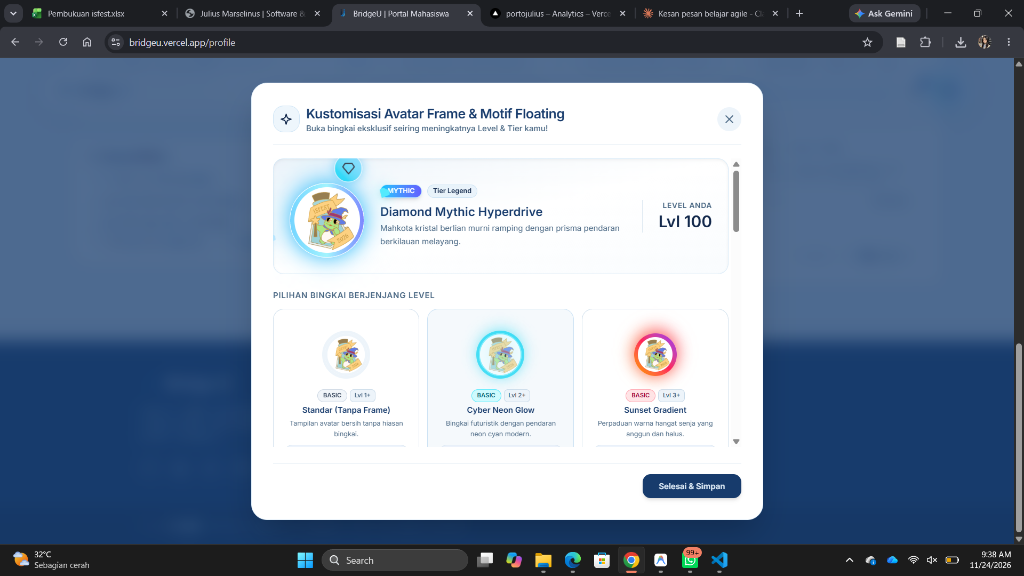 Pembukuan isfest.xlsx
Julius Marselinus | Software &
BridgeU | Portal Mahasiswa
portojulius – Analytics – Verce
Kesan pesan belajar agile - Cl
Ask Gemini
bridgeu.vercel.app/profile
Kustomisasi Avatar Frame & Motif Floating
Buka bingkai eksklusif seiring meningkatnya Level & Tier kamu!
MYTHIC
Tier Legend
Diamond Mythic Hyperdrive
Mahkota kristal berlian murni ramping dengan prisma pendaran
berkilauan melayang.
LEVEL ANDA
Lvl 100
PILIHAN BINGKAI BERJENJANG LEVEL
BASIC Lvl 1+
Standar (Tanpa Frame)
Tampilan avatar bersih tanpa hiasan
bingkai.
BASIC Lvl 2+
Cyber Neon Glow
Bingkai futuristik dengan pendaran
neon cyan modern.
BASIC Lvl 3+
Sunset Gradient
Perpaduan warna hangat senja yang
anggun dan halus.
Selesai & Simpan
32°C
Sebagian cerah
Search
99+
9:38 AM
11/24/2026